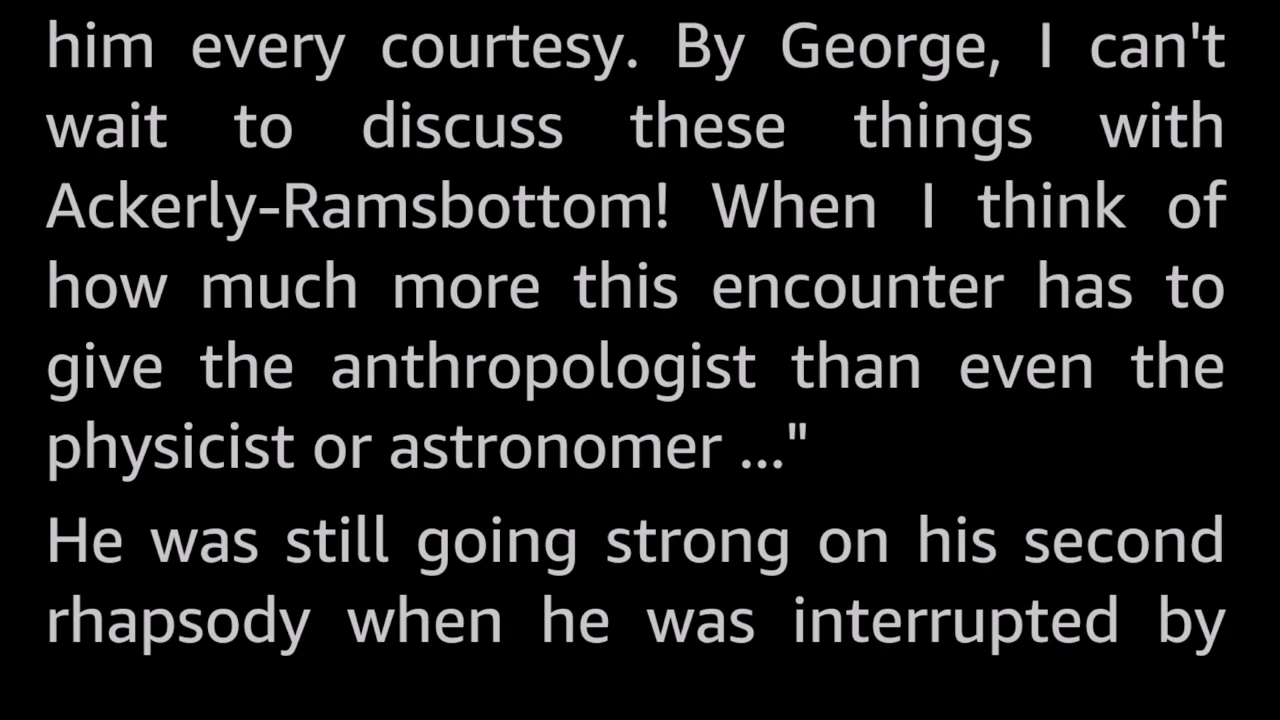 him every courtesy. By George, I can't
wait to discuss these things with
Ackerly-Ramsbottom! When I think of
how much more this encounter has to
give the anthropologist than even the
physicist or astronomer ..."
He was still going strong on his second
rhapsody when he was interrupted by